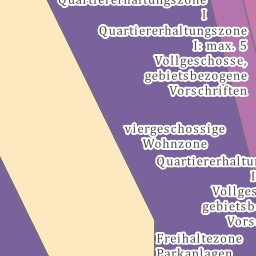 Quartiererhaltungszone
I
Quartiererhaltungszone
I: max. 5
Vollgeschosse,
gebietsbezogene
Vorschriften
viergeschossige
Wohnzone
Quartiererhaltun
I
Vollges
gebietsb
Vors
Freihaltezone
Parkanlagen